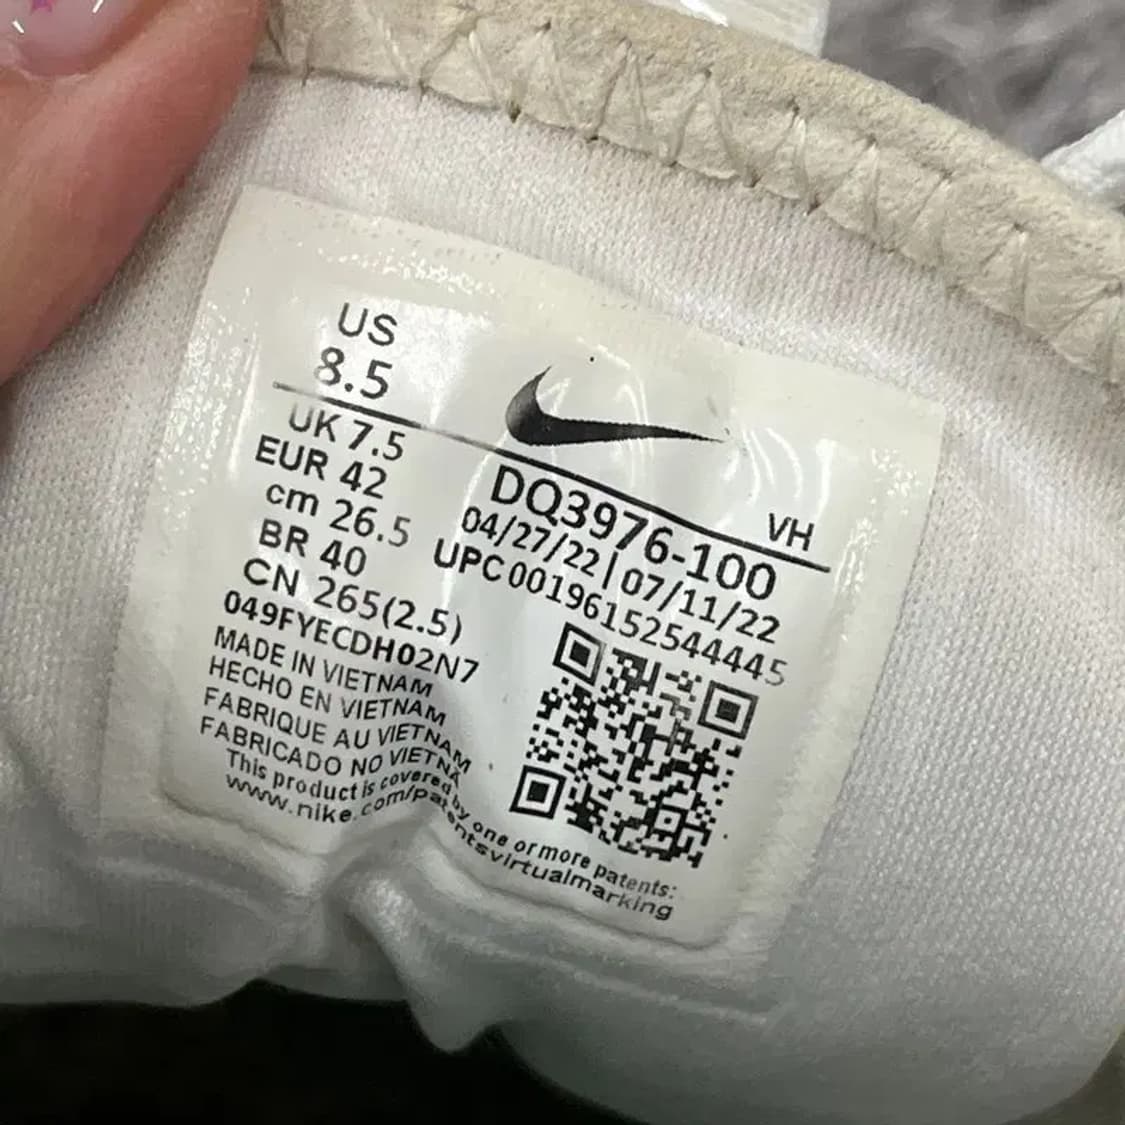 US
8.5
UK 7.5
EUR 42
cm 26.5
BR 40
CN 265(2.5)
049FYECDH02N7
MADE IN VIETNAM
HECHO EN VIETNAM
FABRIQUE AU VIETNAM
FABRICADO NO VIETNÃ
VH
DQ3976-100
04/27/22 | 07/11/22
UPC 00196152544445
This product is covered by one or more patents:
www.nike.com/patentsvirtualmarking